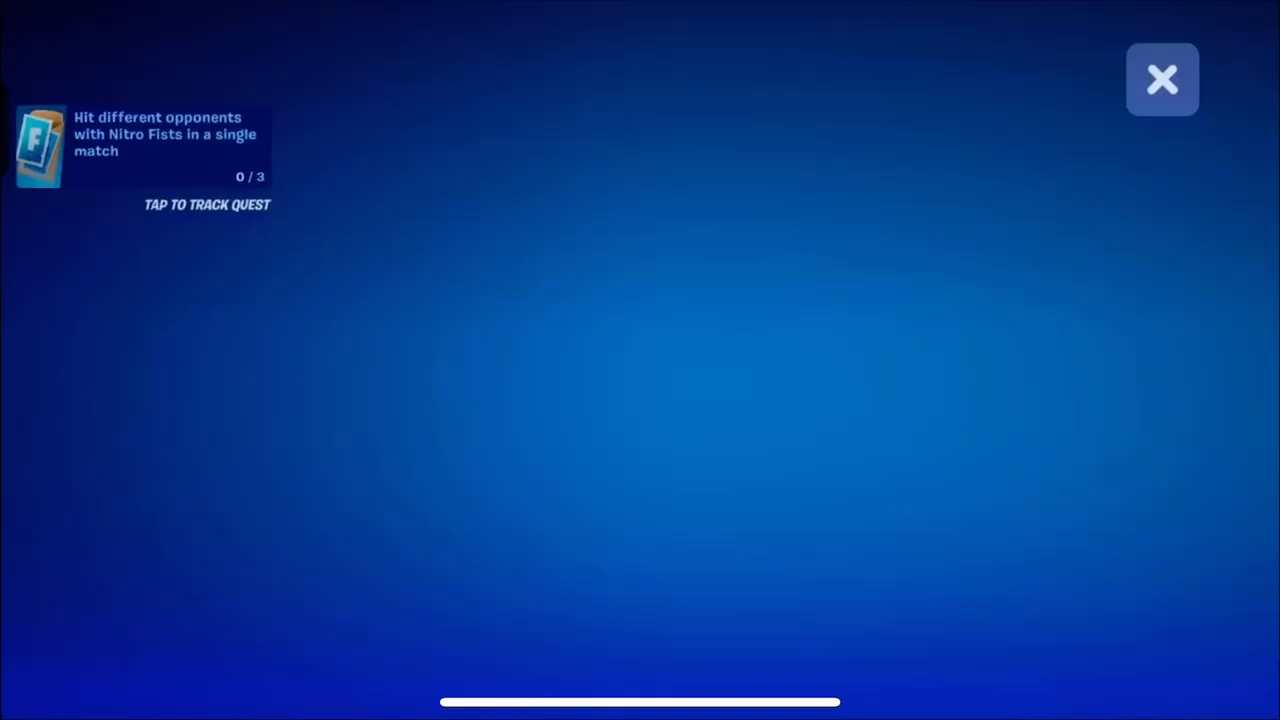 F
Hit different opponents
with Nitro Fists in a single
match
0 / 3
TAP TO TRACK QUEST